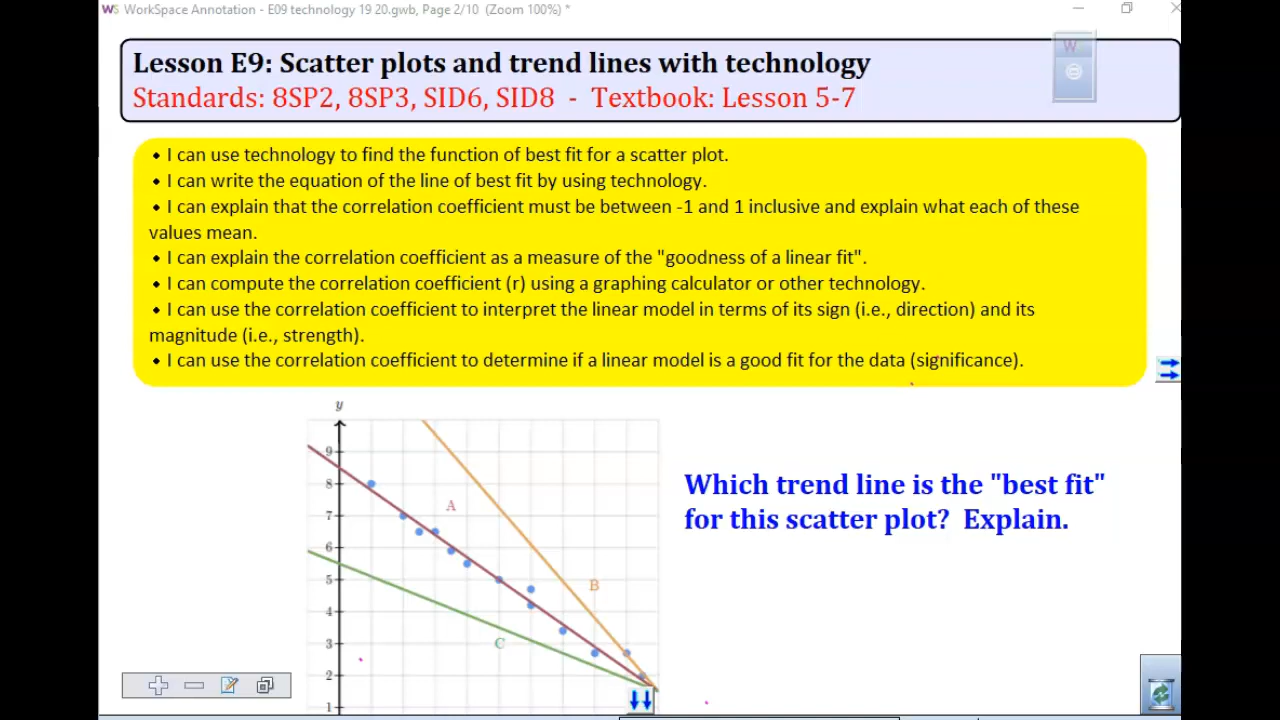 WS WorkSpace Annotation - E09 technology 19 20.gwb, Page 2/10 (Zoom 100%) *
W
Lesson E9: Scatter plots and trend lines with technology
Standards: 8SP2, 8SP3, SID6, SID8 - Textbook: Lesson 5-7
• I can use technology to find the function of best fit for a scatter plot.
• I can write the equation of the line of best fit by using technology.
• I can explain that the correlation coefficient must be between -1 and 1 inclusive and explain what each of these
values mean.
• I can explain the correlation coefficient as a measure of the "goodness of a linear fit".
• I can compute the correlation coefficient (r) using a graphing calculator or other technology.
• I can use the correlation coefficient to interpret the linear model in terms of its sign (i.e., direction) and its
magnitude (i.e., strength).
• I can use the correlation coefficient to determine if a linear model is a good fit for the data (significance).
y
9
8
7
6
5
4
3
2
1
A
B
C
Which trend line is the "best fit"
for this scatter plot? Explain.